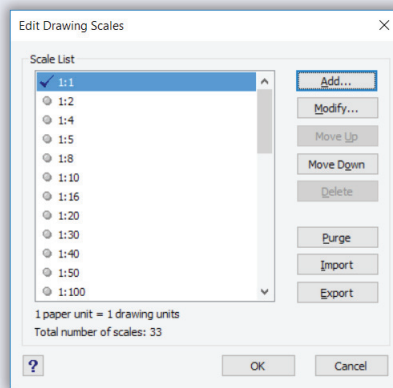 Edit Drawing Scales
Scale List
1:1
1:2
1:4
1:5
1:8
1:10
1:16
1:20
1:30
1:40
1:50
1:100
Add...
Modify...
Move Up
Move Down
Delete
Purge
Import
Export
1 paper unit = 1 drawing units
Total number of scales: 33
?
OK
Cancel